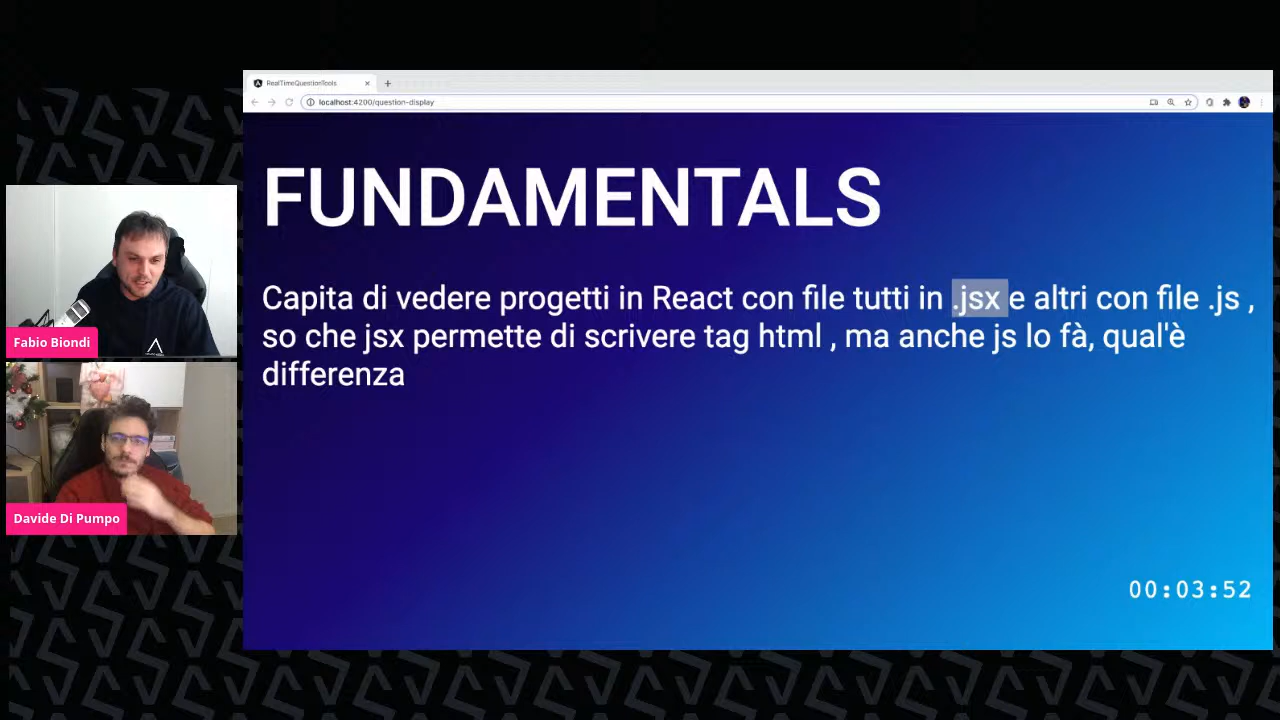 RealTimeQuestionTools
localhost:4200/question-display
FUNDAMENTALS
Capita di vedere progetti in React con file tutti in .jsx e altri con file .js ,
so che jsx permette di scrivere tag html , ma anche js lo fà, qual'è
differenza
00:03:52
Fabio Biondi
Davide Di Pumpo